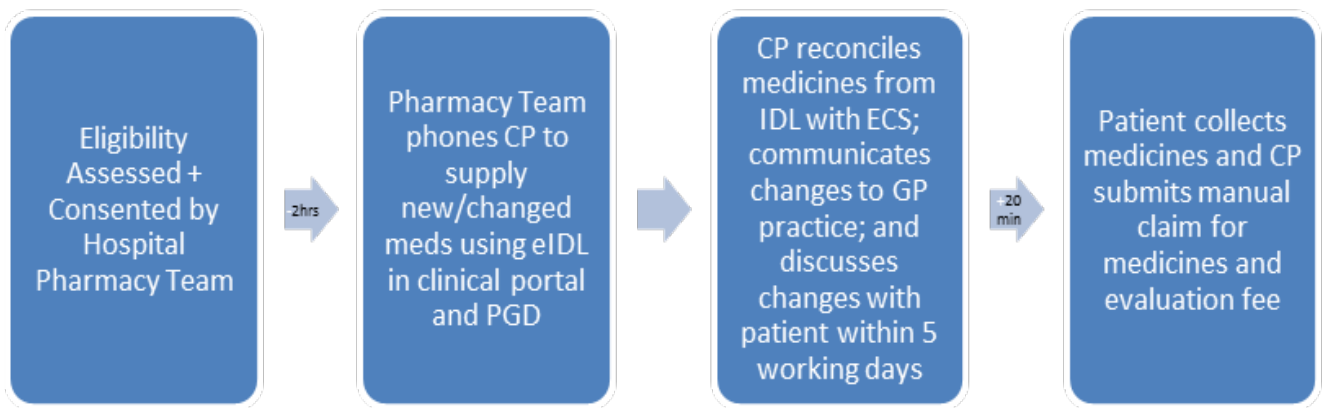 Eligibility
Assessed +
Consented by
Hospital
Pharmacy Team
-2hrs
Pharmacy Team
phones CP to
supply
new/changed
meds using eIDL
in clinical portal
and PGD
CP reconciles
medicines from
IDL with ECS;
communicates
changes to GP
practice; and
discusses
changes with
patient within 5
working days
+20
min
Patient collects
medicines and CP
submits manual
claim for
medicines and
evaluation fee